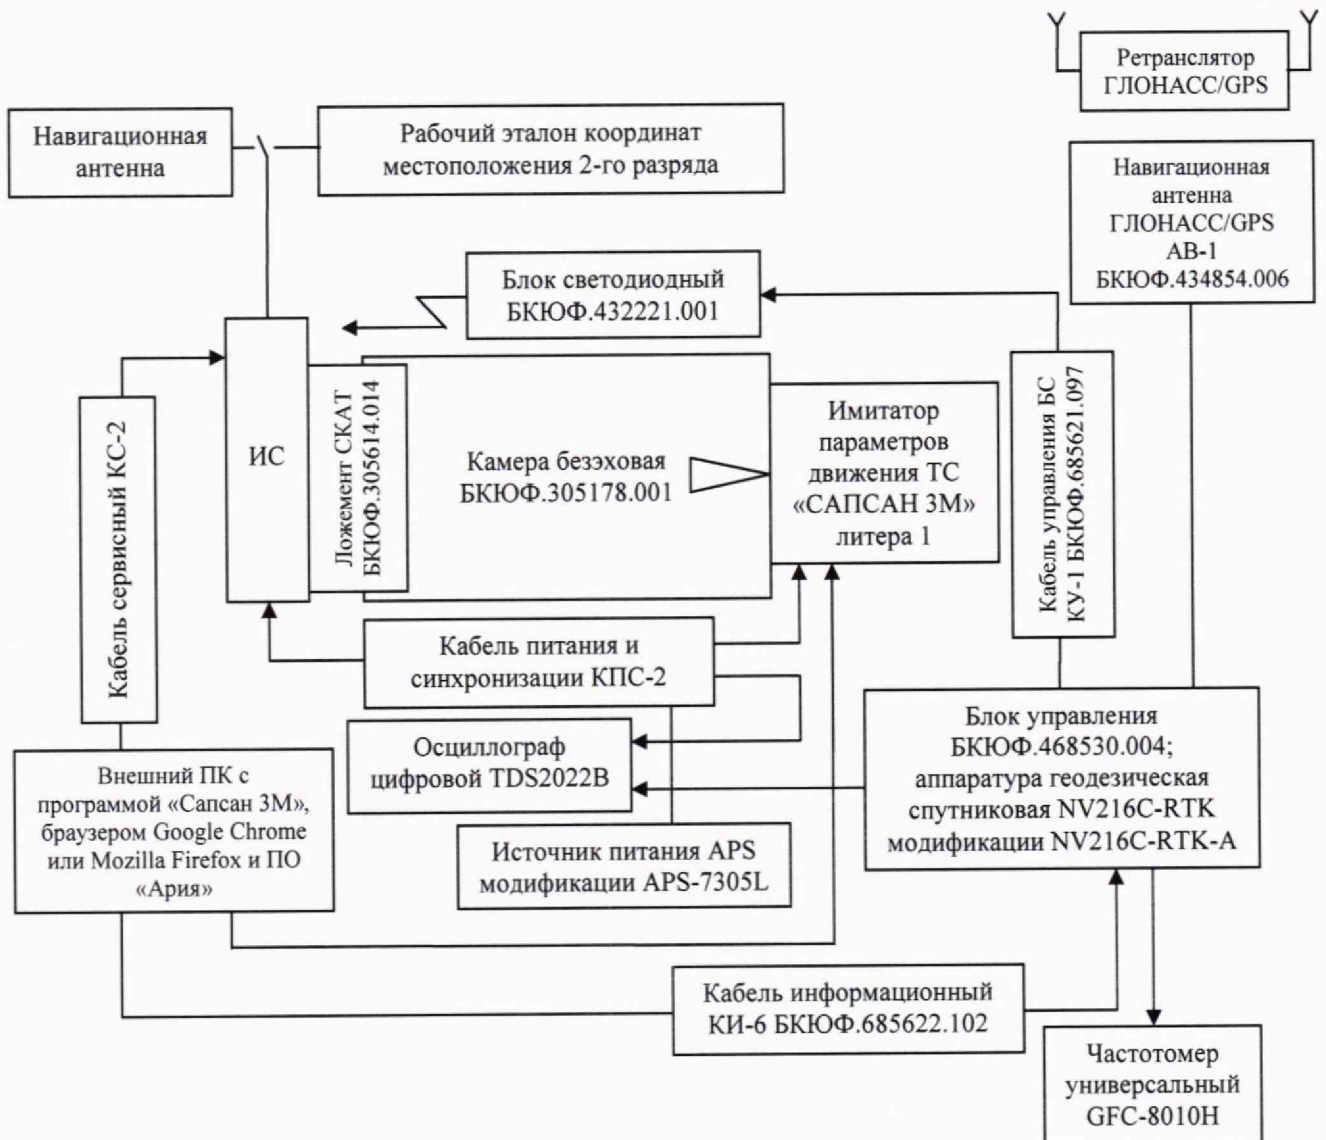 Ретранслятор
ГЛОНАСС/GPS
Навигационная
антенна
Рабочий эталон координат
местоположения 2-го разряда
Навигационная
антенна
ГЛОНАСС/GPS
АВ-1
БКЮФ.434854.006
Блок светодиодный
БКЮФ.432221.001
Кабель сервисный КС-2
ИС
Ложемент СКАТ
БКЮФ.305614.014
Камера безэховая
БКЮФ.305178.001
Имитатор
параметров
движения ТС
«САПСАН 3М»
литера 1
Кабель управления БС
КУ-1 БКЮФ.685621.097
Кабель питания и
синхронизации КПС-2
Осциллограф
цифровой TDS2022B
Блок управления
БКЮФ.468530.004;
аппаратура геодезическая
спутниковая NV216C-RTK
модификации NV216C-RTK-A
Внешний ПК с
программой «Сапсан 3М»,
браузером Google Chrome
или Mozilla Firefox и ПО
«Ария»
Источник питания APS
модификации APS-7305L
Кабель информационный
КИ-6 БКЮФ.685622.102
Частотомер
универсальный
GFC-8010H